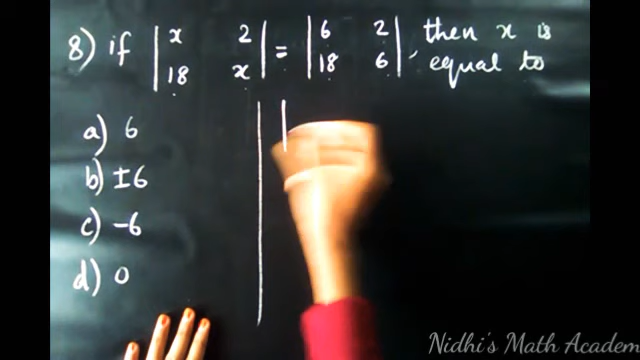 8) if | x 2 | = | 6 2 |, then x is
| 18 x | | 18 6 | equal to
a) 6
b) ±6
c) -6
d) 0
Nidhi's Math Academ